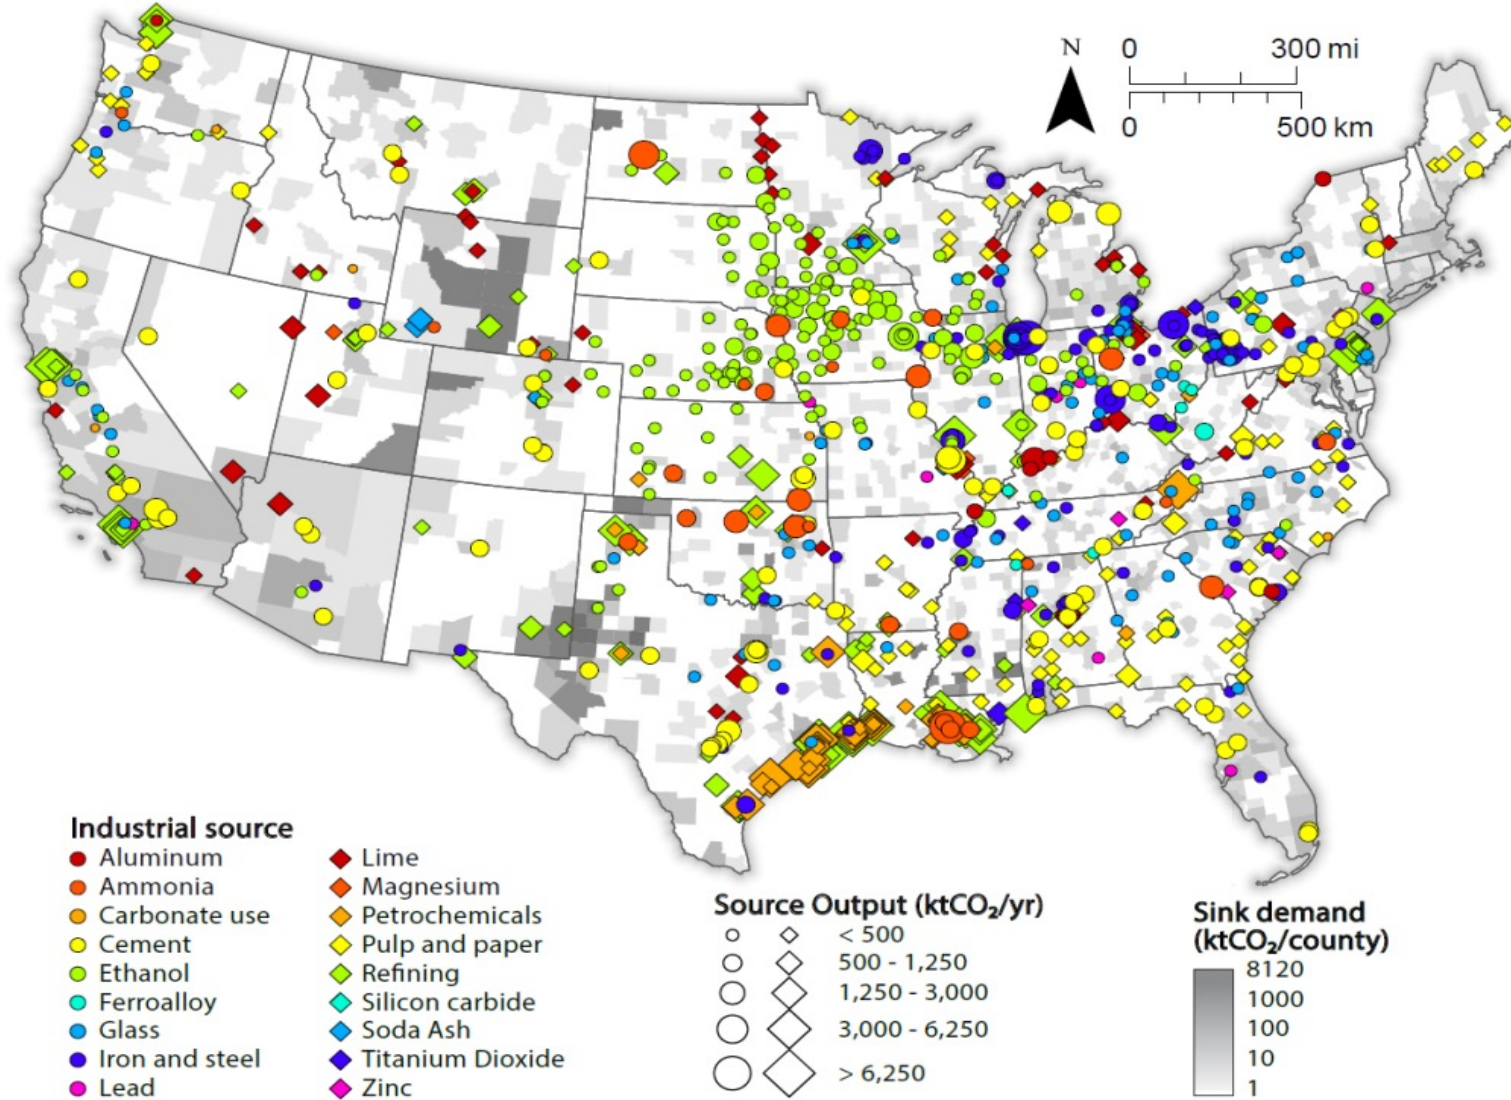 N
0 300 mi
0 500 km
Industrial source
Aluminum
Ammonia
Carbonate use
Cement
Ethanol
Ferroalloy
Glass
Iron and steel
Lead
Lime
Magnesium
Petrochemicals
Pulp and paper
Refining
Silicon carbide
Soda Ash
Titanium Dioxide
Zinc
Source Output (ktCO₂/yr)
< 500
500 - 1,250
1,250 - 3,000
3,000 - 6,250
> 6,250
Sink demand
(ktCO₂/county)
8120
1000
100
10
1